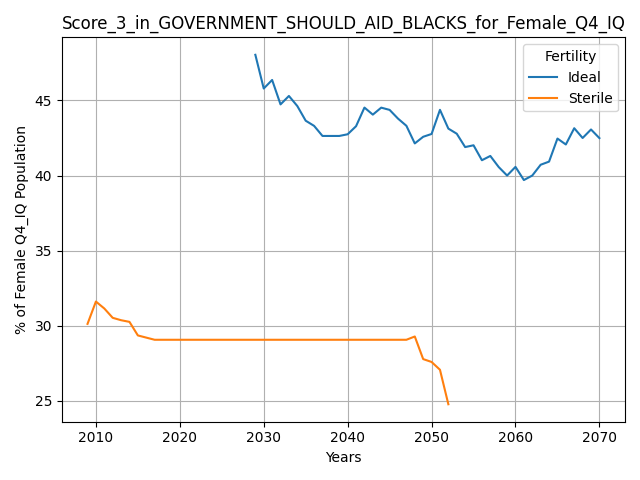 Score_3_in_GOVERNMENT_SHOULD_AID_BLACKS_for_Female_Q4_IQ
Fertility
Ideal
Sterile
% of Female Q4_IQ Population
45
40
35
30
25
2010 2020 2030 2040 2050 2060 2070
Years